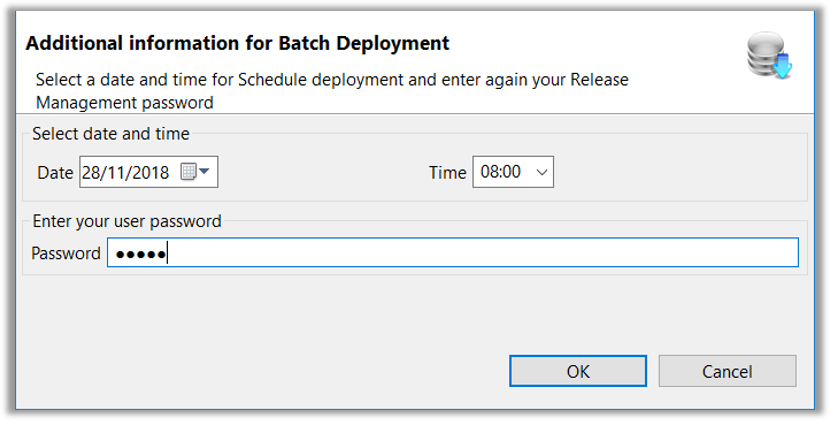 Additional information for Batch Deployment
Select a date and time for Schedule deployment and enter again your Release
Management password
Select date and time
Date 28/11/2018 Time 08:00
Enter your user password
Password ●●●●●
OK Cancel